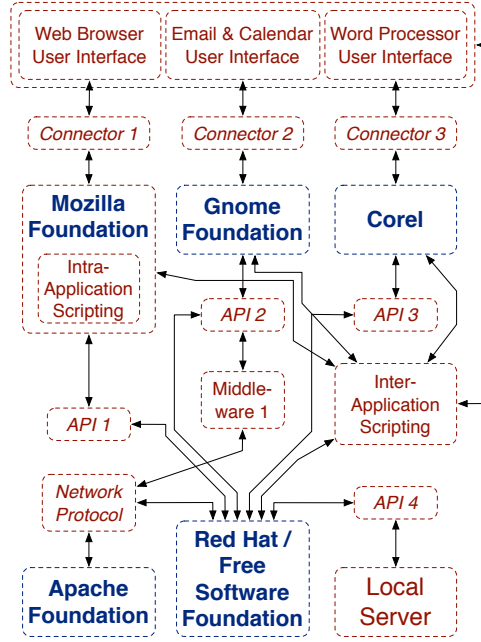 Web Browser
User Interface
Email & Calendar
User Interface
Word Processor
User Interface
Connector 1
Connector 2
Connector 3
Mozilla
Foundation
Gnome
Foundation
Corel
Intra-
Application
Scripting
API 2
API 3
Middle-
ware 1
Inter-
Application
Scripting
API 1
Network
Protocol
API 4
Red Hat /
Free
Software
Foundation
Apache
Foundation
Local
Server